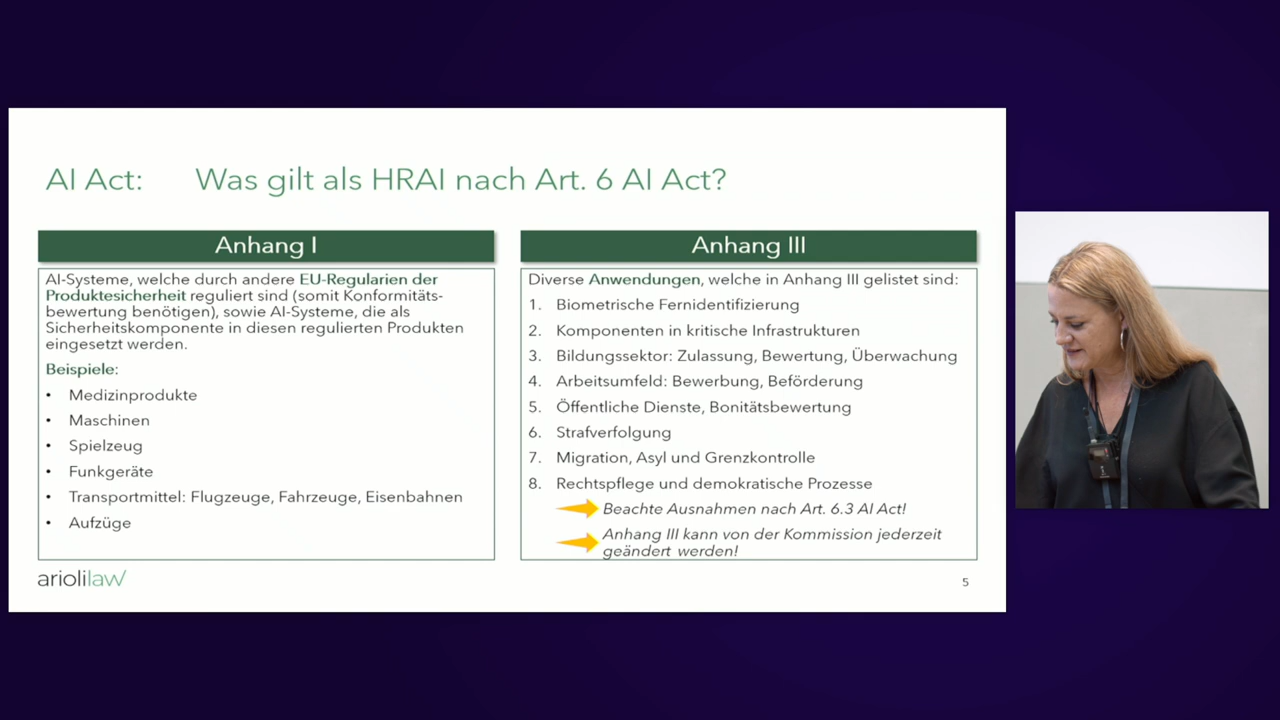 AI Act: Was gilt als HRAI nach Art. 6 AI Act?
Anhang I
AI-Systeme, welche durch andere EU-Regularien der
Produktesicherheit reguliert sind (somit Konformitäts-
bewertung benötigen), sowie AI-Systeme, die als
Sicherheitskomponente in diesen regulierten Produkten
eingesetzt werden.
Beispiele:
• Medizinprodukte
• Maschinen
• Spielzeug
• Funkgeräte
• Transportmittel: Flugzeuge, Fahrzeuge, Eisenbahnen
• Aufzüge
Anhang III
Diverse Anwendungen, welche in Anhang III gelistet sind:
1. Biometrische Fernidentifizierung
2. Komponenten in kritische Infrastrukturen
3. Bildungssektor: Zulassung, Bewertung, Überwachung
4. Arbeitsumfeld: Bewerbung, Beförderung
5. Öffentliche Dienste, Bonitätsbewertung
6. Strafverfolgung
7. Migration, Asyl und Grenzkontrolle
8. Rechtspflege und demokratische Prozesse
Beachte Ausnahmen nach Art. 6.3 AI Act!
Anhang III kann von der Kommission jederzeit
geändert werden!
ariolilaw
5